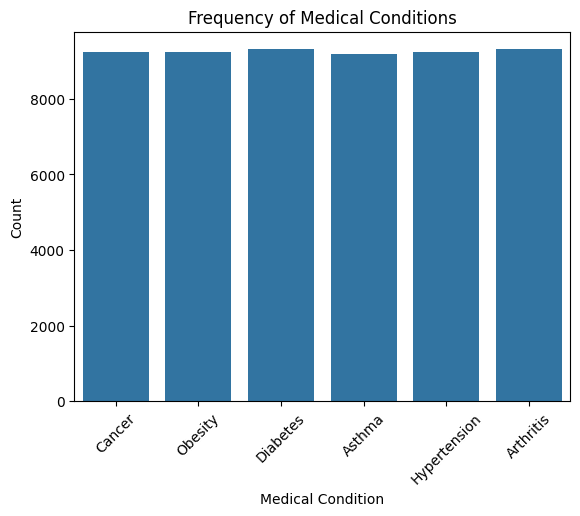 Frequency of Medical Conditions
8000
6000
4000
2000
0
Count
Cancer
Obesity
Diabetes
Asthma
Hypertension
Arthritis
Medical Condition